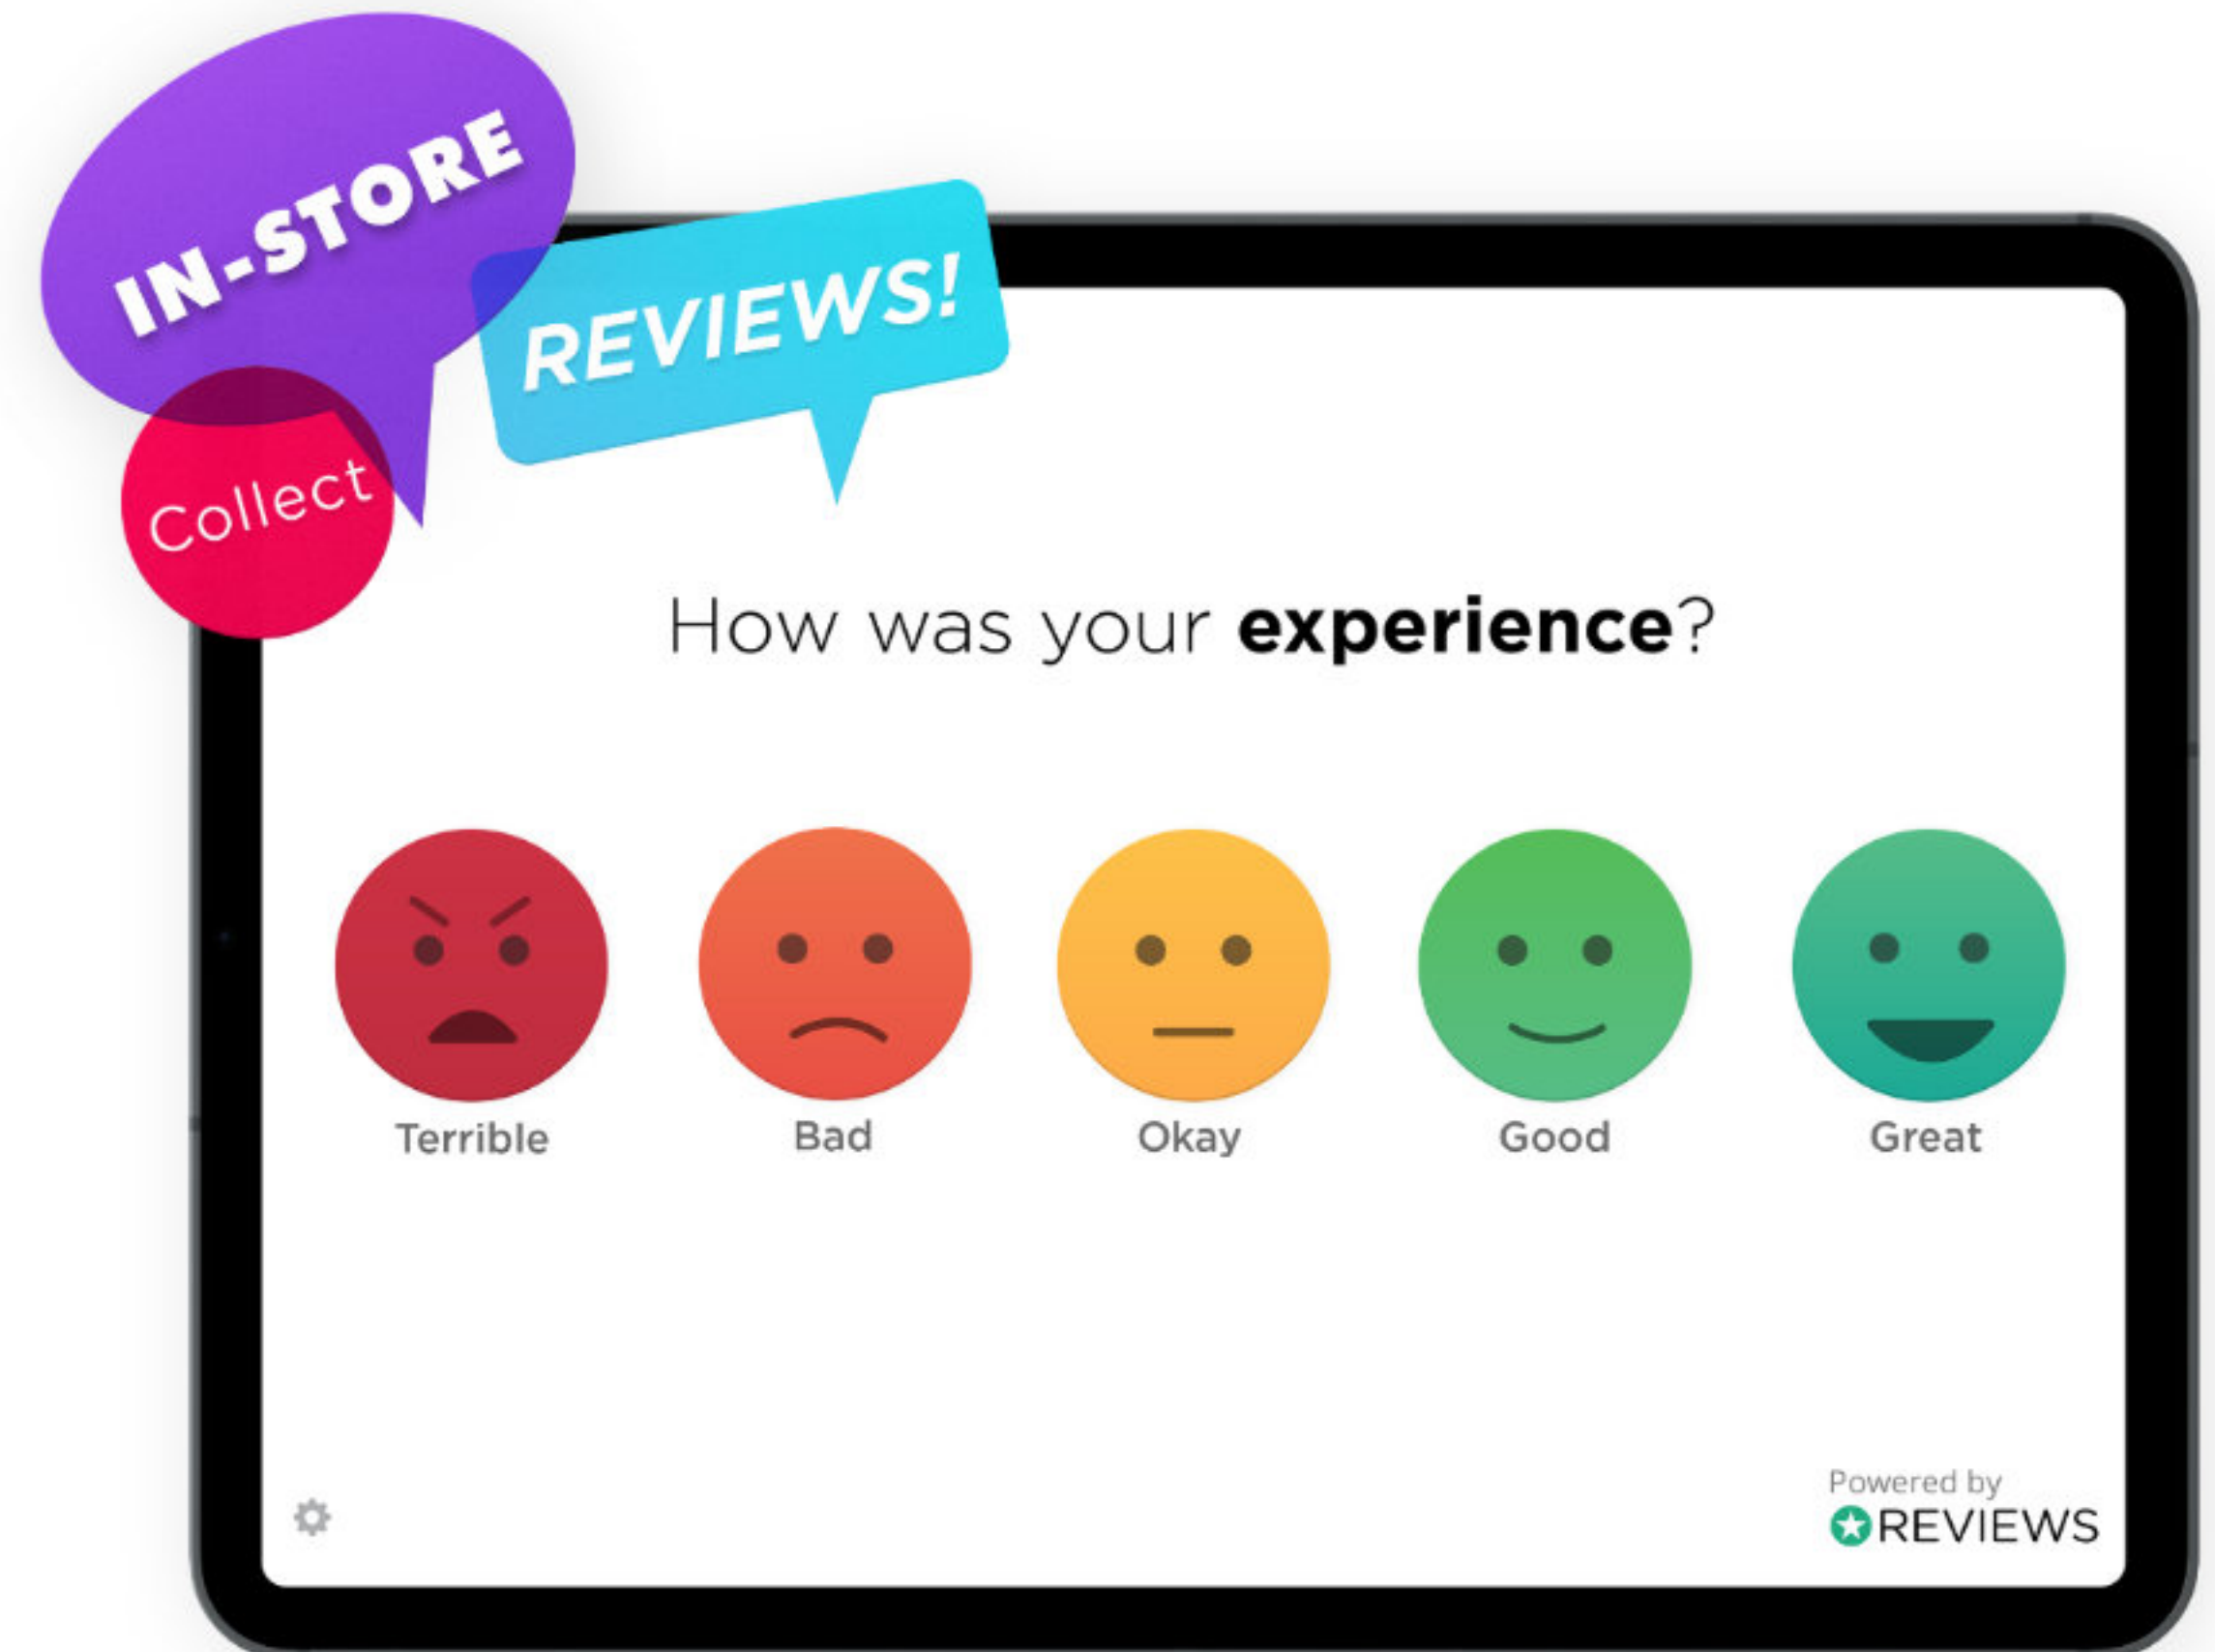 Collect
IN-STORE
REVIEWS!
How was your experience?
Terrible
Bad
Okay
Good
Great
Powered by
REVIEWS